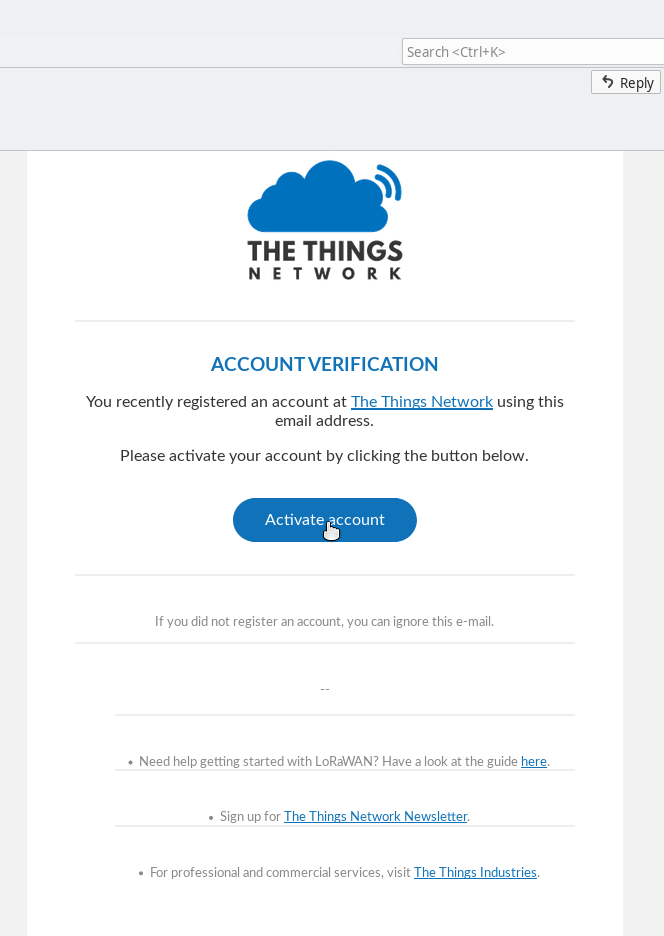 Search <Ctrl+K>
Reply
THE THINGS
NETWORK
ACCOUNT VERIFICATION
You recently registered an account at The Things Network using this
email address.
Please activate your account by clicking the button below.
Activate account
If you did not register an account, you can ignore this e-mail.
--
• Need help getting started with LoRaWAN? Have a look at the guide here.
• Sign up for The Things Network Newsletter.
• For professional and commercial services, visit The Things Industries.